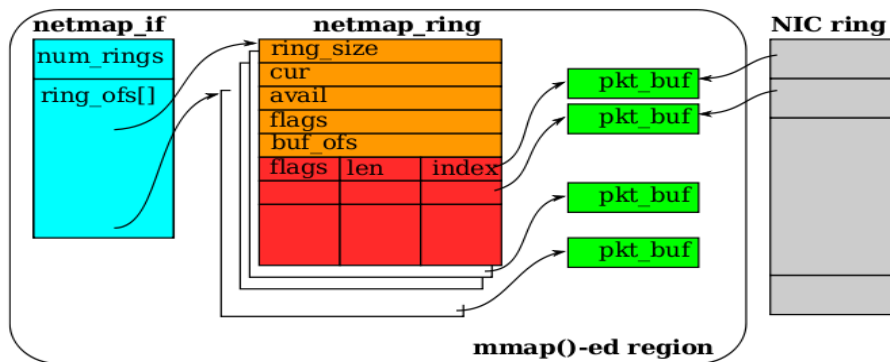 netmap_if
netmap_ring
NIC ring
num_rings
ring_ofs[]
ring_size
cur
avail
flags
buf_ofs
flags len index
pkt_buf
pkt_buf
pkt_buf
pkt_buf
mmap()-ed region